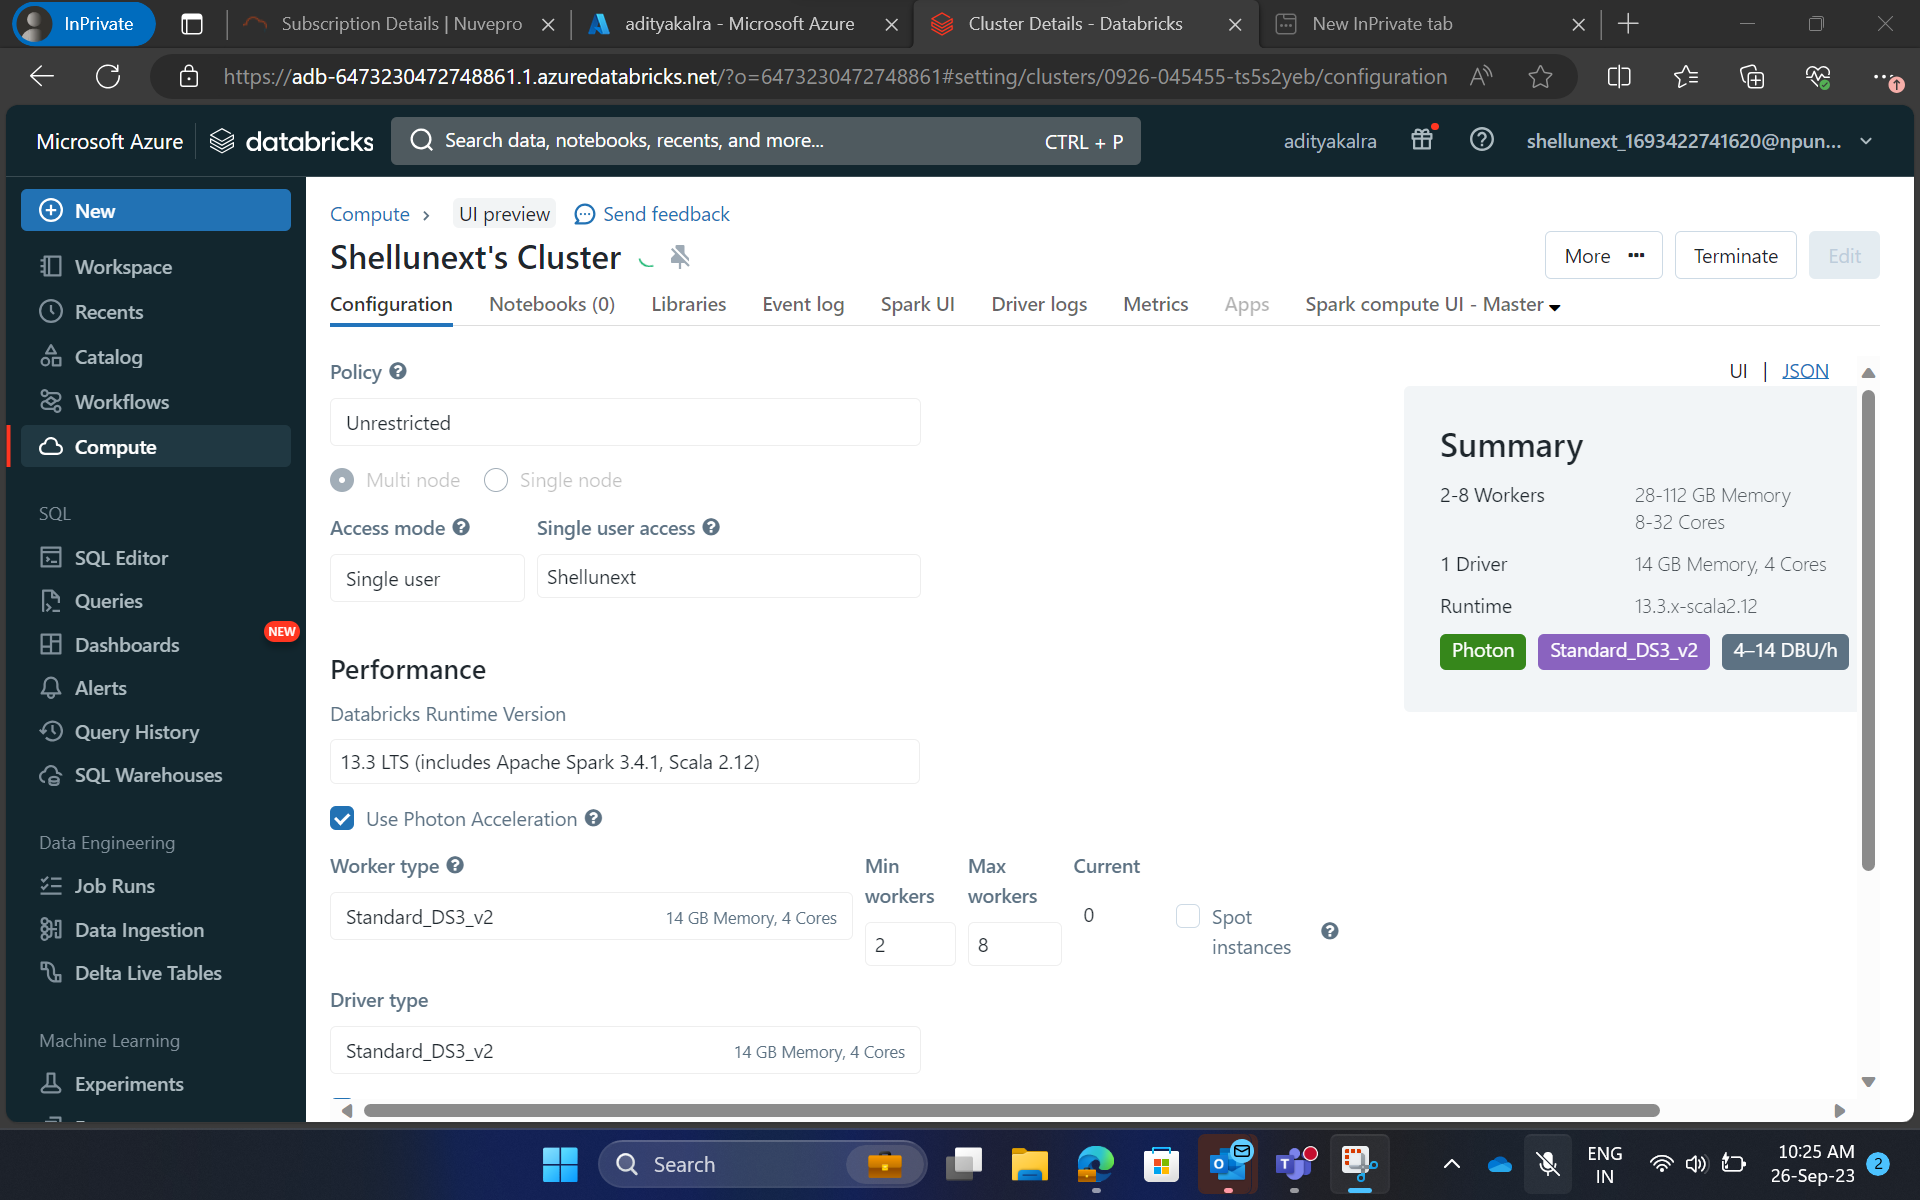 InPrivate
Subscription Details | Nuvepro
adityakalra - Microsoft Azure
Cluster Details - Databricks
New InPrivate tab
https://adb-6473230472748861.1.azuredatabricks.net/?o=6473230472748861#setting/clusters/0926-045455-ts5s2yeb/configuration
Microsoft Azure
databricks
Search data, notebooks, recents, and more...
CTRL + P
adityakalra
shellunext_1693422741620@npun...
New
Workspace
Recents
Catalog
Workflows
Compute
SQL
SQL Editor
Queries
Dashboards
NEW
Alerts
Query History
SQL Warehouses
Data Engineering
Job Runs
Data Ingestion
Delta Live Tables
Machine Learning
Experiments
Compute ›
UI preview
Send feedback
Shellunext's Cluster
More ...
Terminate
Edit
Configuration
Notebooks (0)
Libraries
Event log
Spark UI
Driver logs
Metrics
Apps
Spark compute UI - Master
Policy
UI | JSON
Unrestricted
Multi node
Single node
Access mode
Single user access
Single user
Shellunext
Performance
Databricks Runtime Version
13.3 LTS (includes Apache Spark 3.4.1, Scala 2.12)
Use Photon Acceleration
Worker type
Min workers
Max workers
Current
Standard_DS3_v2
14 GB Memory, 4 Cores
2
8
0
Spot instances
Driver type
Standard_DS3_v2
14 GB Memory, 4 Cores
Summary
2-8 Workers
28-112 GB Memory
8-32 Cores
1 Driver
14 GB Memory, 4 Cores
Runtime
13.3.x-scala2.12
Photon
Standard_DS3_v2
4–14 DBU/h
Search
ENG
IN
10:25 AM
26-Sep-23
2